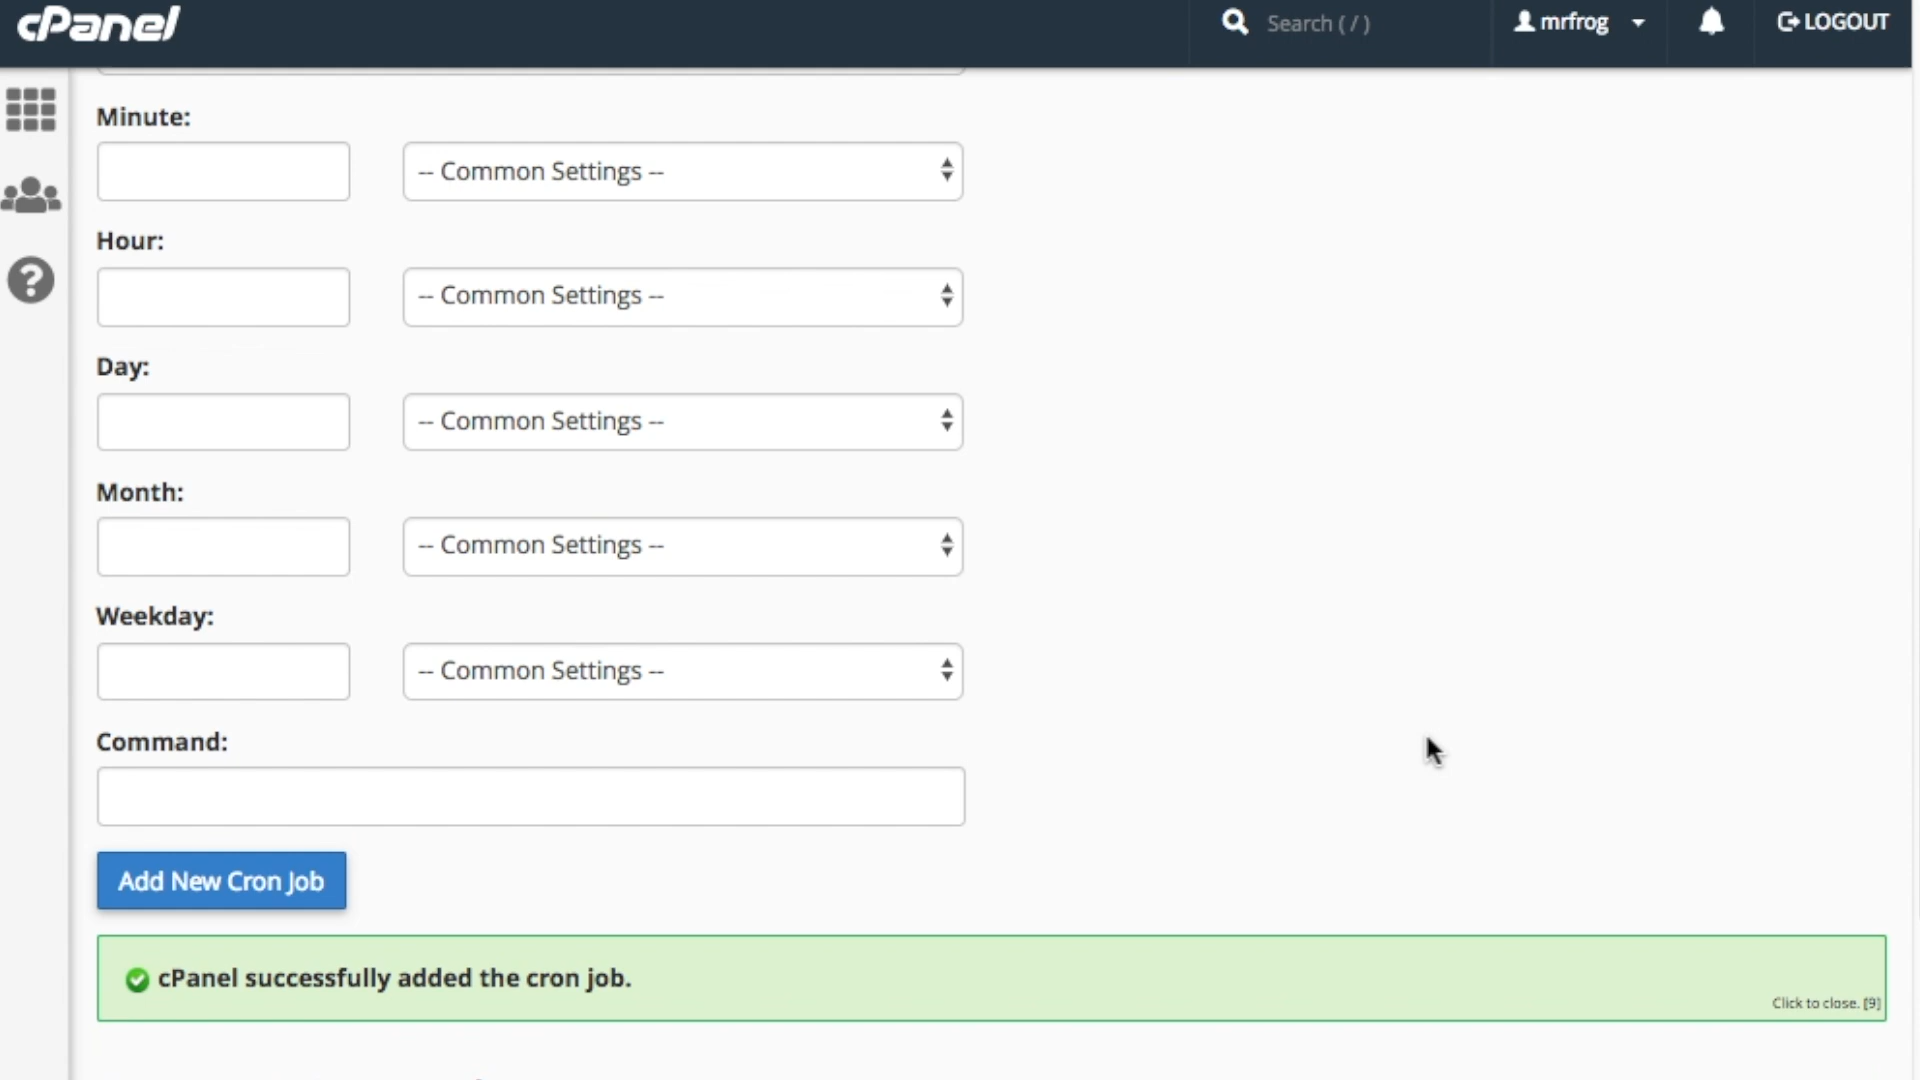 cPanel
Search ( / )
mrfrog
LOGOUT
Minute:
-- Common Settings --
Hour:
-- Common Settings --
Day:
-- Common Settings --
Month:
-- Common Settings --
Weekday:
-- Common Settings --
Command:
Add New Cron Job
cPanel successfully added the cron job.
Click to close. [9]